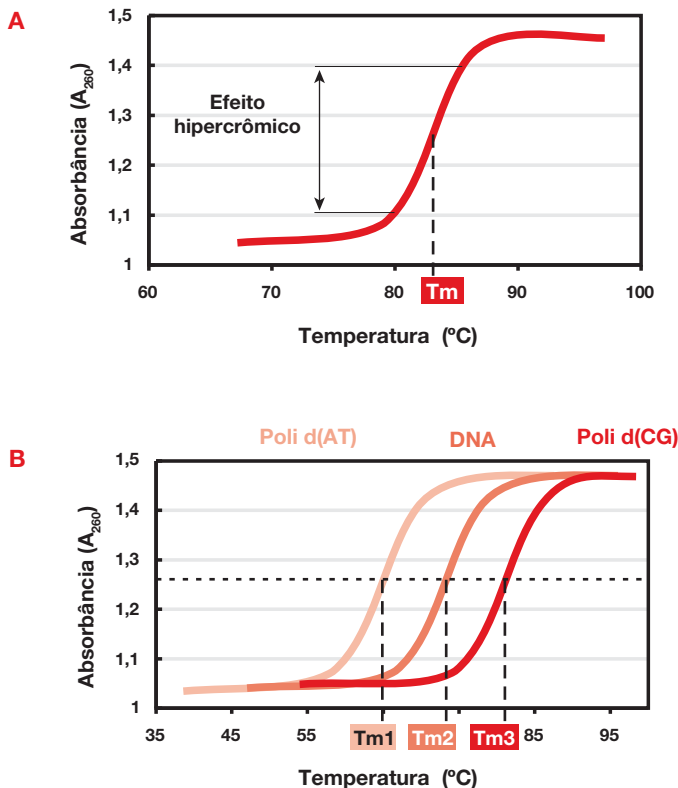 A
1,5
1,4
1,3
1,2
1,1
1
Absorbância (A260)
Efeito
hipercrômico
60
70
80
Tm
90
100
Temperatura (ºC)
Poli d(AT)
DNA
Poli d(CG)
B
1,5
1,4
1,3
1,2
1,1
1
Absorbância (A260)
35
45
55
Tm1
Tm2
Tm3
85
95
Temperatura (ºC)